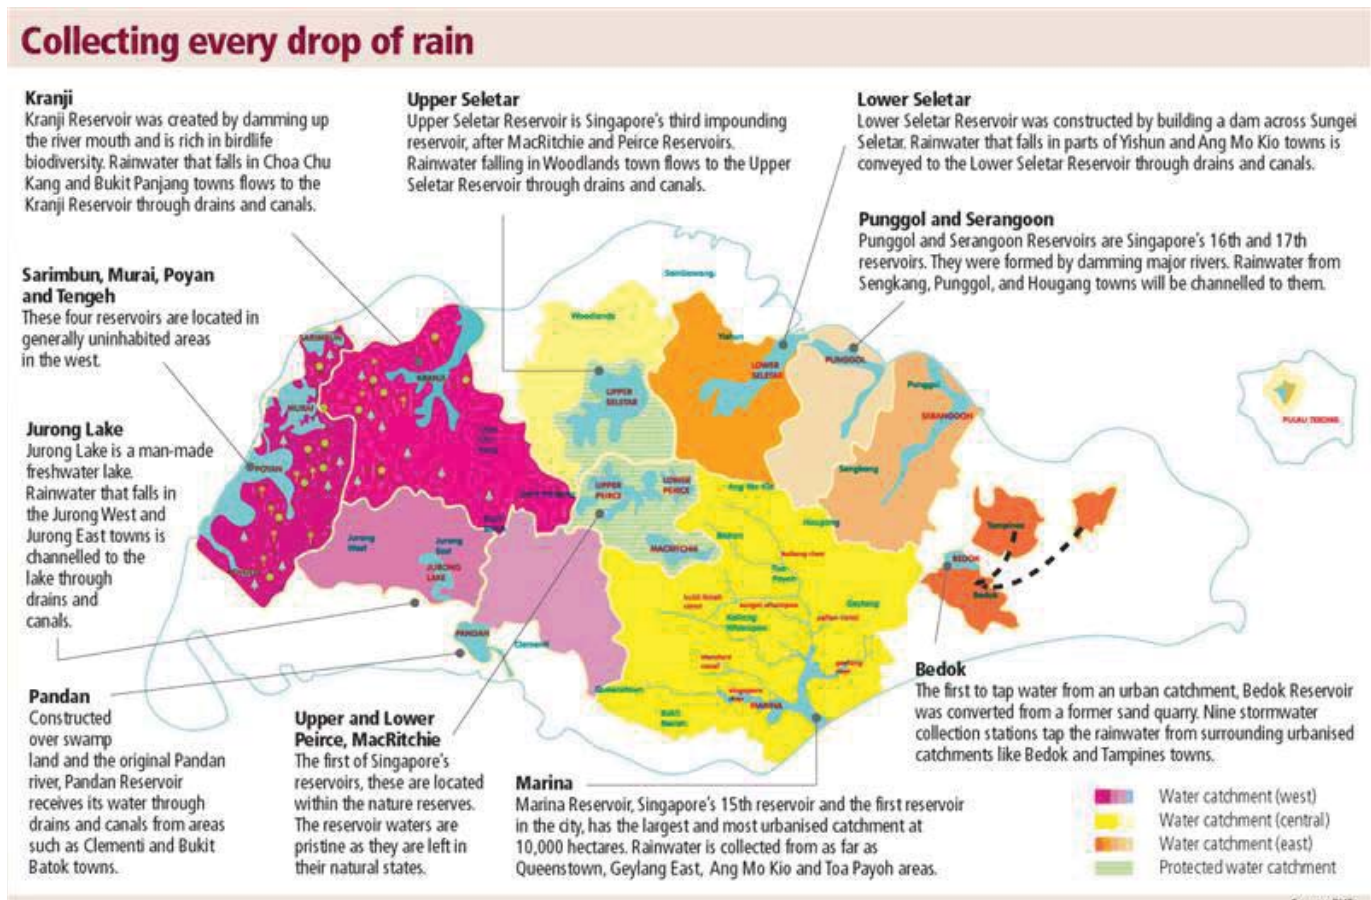 Collecting every drop of rain
Kranji
Kranji Reservoir was created by damming up
the river mouth and is rich in birdlife
biodiversity. Rainwater that falls in Choa Chu
Kang and Bukit Panjang towns flows to the
Kranji Reservoir through drains and canals.
Upper Seletar
Upper Seletar Reservoir is Singapore's third impounding
reservoir, after MacRitchie and Peirce Reservoirs.
Rainwater falling in Woodlands town flows to the Upper
Seletar Reservoir through drains and canals.
Lower Seletar
Lower Seletar Reservoir was constructed by building a dam across Sungei
Seletar. Rainwater that falls in parts of Yishun and Ang Mo Kio towns is
conveyed to the Lower Seletar Reservoir through drains and canals.
Punggol and Serangoon
Punggol and Serangoon Reservoirs are Singapore's 16th and 17th
reservoirs. They were formed by damming major rivers. Rainwater from
Sengkang, Punggol, and Hougang towns will be channelled to them.
Sarimbun, Murai, Poyan
and Tengeh
These four reservoirs are located in
generally uninhabited areas
in the west.
Jurong Lake
Jurong Lake is a man-made
freshwater lake.
Rainwater that falls in
the Jurong West and
Jurong East towns is
channelled to the
lake through
drains and
canals.
Pandan
Constructed
over swamp
land and the original Pandan
river, Pandan Reservoir
receives its water through
drains and canals from areas
such as Clementi and Bukit
Batok towns.
Upper and Lower
Peirce, MacRitchie
The first of Singapore's
reservoirs, these are located
within the nature reserves.
The reservoir waters are
pristine as they are left in
their natural states.
Marina
Marina Reservoir, Singapore's 15th reservoir and the first reservoir
in the city, has the largest and most urbanised catchment at
10,000 hectares. Rainwater is collected from as far as
Queenstown, Geylang East, Ang Mo Kio and Toa Payoh areas.
Bedok
The first to tap water from an urban catchment, Bedok Reservoir
was converted from a former sand quarry. Nine stormwater
collection stations tap the rainwater from surrounding urbanised
catchments like Bedok and Tampines towns.
Water catchment (west)
Water catchment (central)
Water catchment (east)
Protected water catchment
Sembawang
Woodlands
Yishun
SARIMBUN
KRANJI
MURAI
POYAN
UPPER
SELETAR
LOWER
SELETAR
PUNGGOL
Punggol
SERANGOON
Sengkang
Hougang
UPPER
PEIRCE
LOWER
PEIRCE
MACRITCHIE
Ang Mo Kio
Bishan
Toa
Payoh
Geylang
Kallang
Whampoa
Jurong
West
Jurong
East
JURONG
LAKE
PANDAN
Clementi
Queenstown
Bukit
Merah
MARINA
Tampines
BEDOK
Bedok
PULAU TEKONG